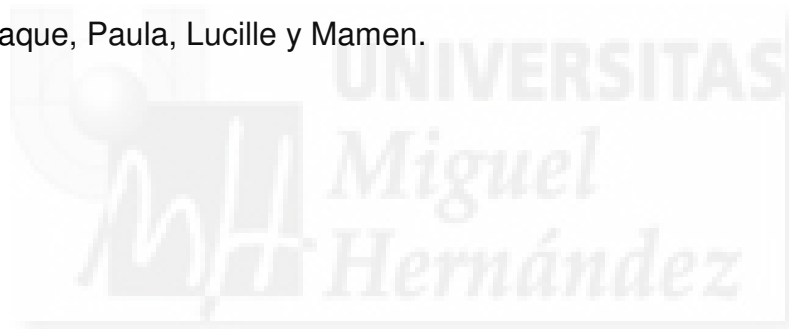 aque, Paula, Lucille y Mamen.
UNIVERSITAS
Miguel
Hernández